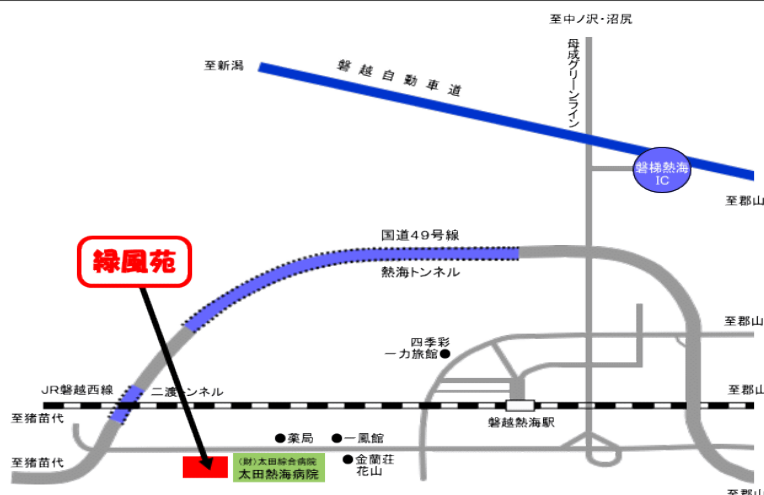 至中ノ沢・沼尻
母成グリーンライン
至新潟
磐越自動車道
磐梯熱海
IC
至郡山
国道49号線
緑風苑
熱海トンネル
至郡山
四季彩
一力旅館
JR磐越西線
二渡トンネル
至郡山
至猪苗代
磐越熱海駅
薬局
一風館
至猪苗代
(財)太田綜合病院
太田熱海病院
金蘭荘
花山
至郡山